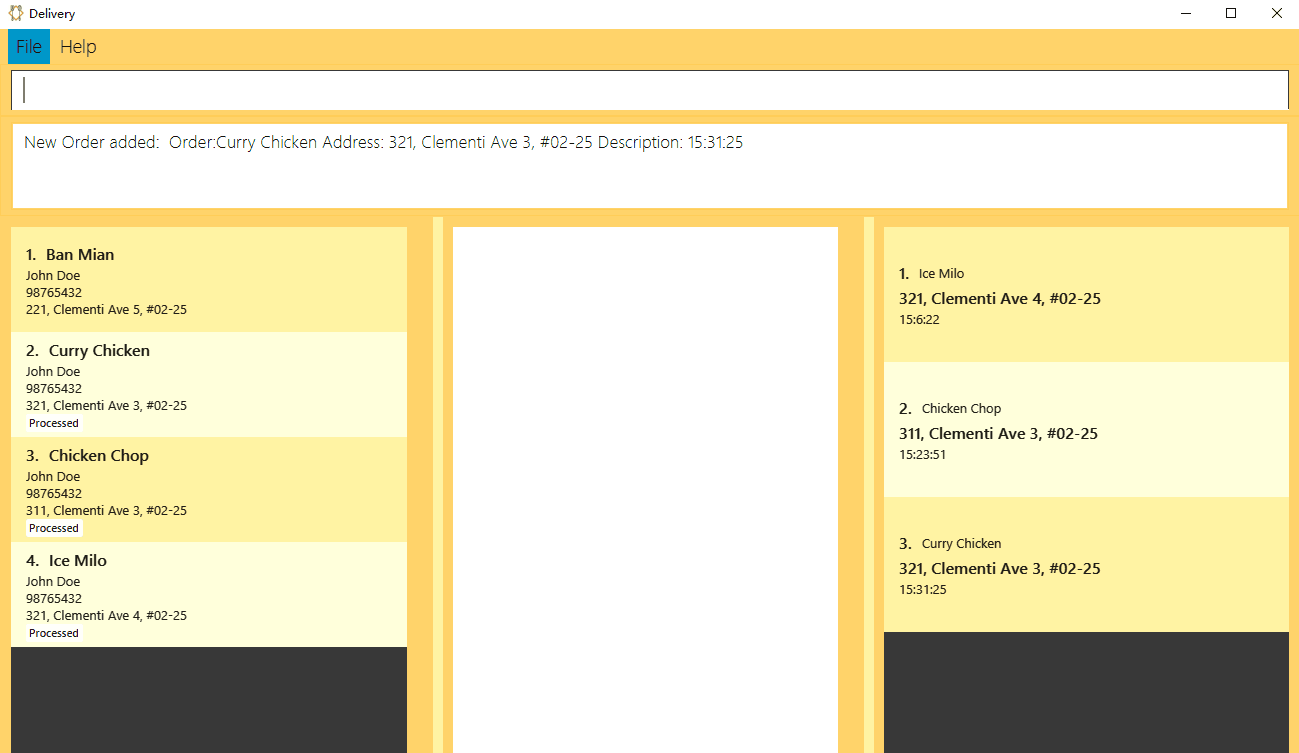 Delivery
File Help
New Order added:  Order:Curry Chicken Address: 321, Clementi Ave 3, #02-25 Description: 15:31:25
1. Ban Mian
John Doe
98765432
221, Clementi Ave 5, #02-25
2. Curry Chicken
John Doe
98765432
321, Clementi Ave 3, #02-25
Processed
3. Chicken Chop
John Doe
98765432
311, Clementi Ave 3, #02-25
Processed
4. Ice Milo
John Doe
98765432
321, Clementi Ave 4, #02-25
Processed
1. Ice Milo
321, Clementi Ave 4, #02-25
15:6:22
2. Chicken Chop
311, Clementi Ave 3, #02-25
15:23:51
3. Curry Chicken
321, Clementi Ave 3, #02-25
15:31:25